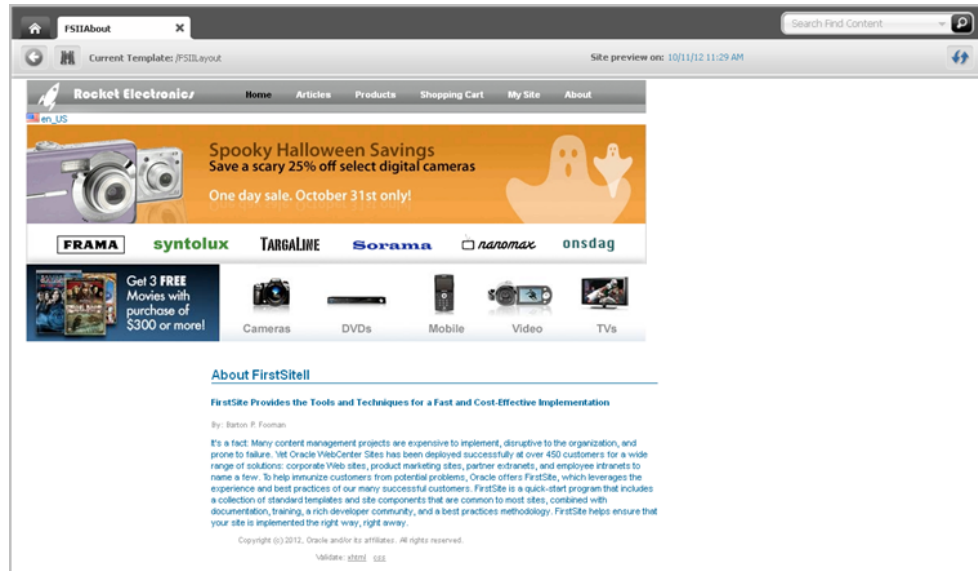 FSIIAbout
Search Find Content
Current Template: /FSIILayout
Site preview on: 10/11/12 11:29 AM
Rocket Electronics Home Articles Products Shopping Cart My Site About
en_US
Spooky Halloween Savings
Save a scary 25% off select digital cameras
One day sale. October 31st only!
FRAMA syntolux TARGALINE Sorama nanomax onsdag
Get 3 FREE
Movies with
purchase of
$300 or more!
Cameras DVDs Mobile Video TVs
About FirstSiteII
FirstSite Provides the Tools and Techniques for a Fast and Cost-Effective Implementation
By: Barton P. Fooman
It's a fact: Many content management projects are expensive to implement, disruptive to the organization, and
prone to failure. Yet Oracle WebCenter Sites has been deployed successfully at over 450 customers for a wide
range of solutions: corporate Web sites, product marketing sites, partner extranets, and employee intranets to
name a few. To help immunize customers from potential problems, Oracle offers FirstSite, which leverages the
experience and best practices of our many successful customers. FirstSite is a quick-start program that includes
a collection of standard templates and site components that are common to most sites, combined with
documentation, training, a rich developer community, and a best practices methodology. FirstSite helps ensure that
your site is implemented the right way, right away.
Copyright (c) 2012, Oracle and/or its affiliates. All rights reserved.
Validate: xhtml css